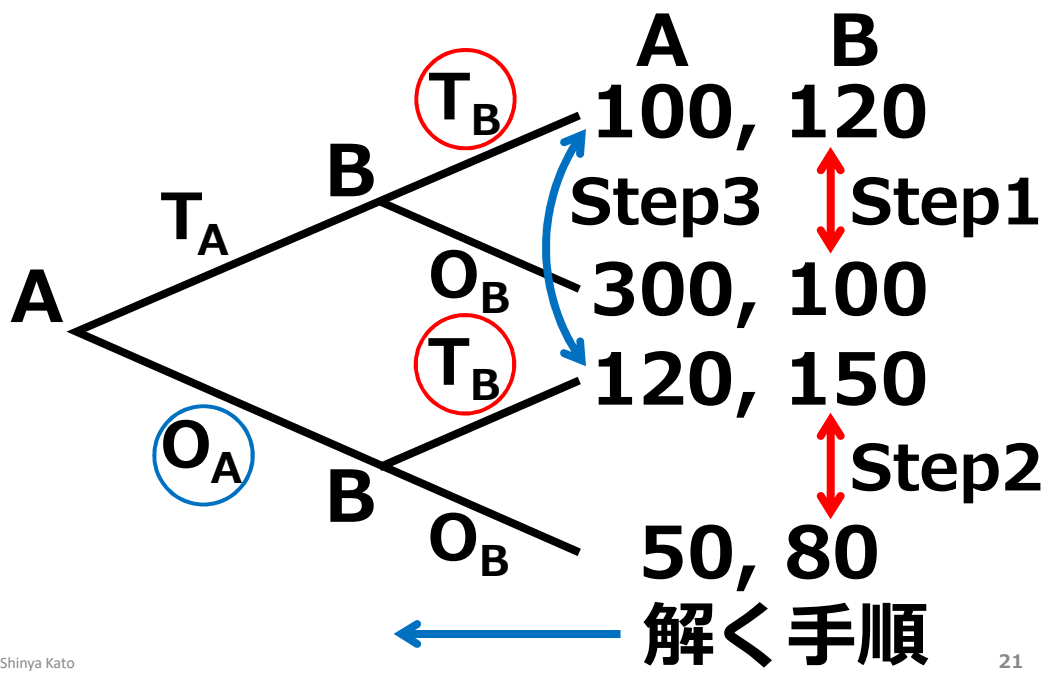 A B
T_B
100, 120
B
T_A
Step3 Step1
A
O_B
300, 100
T_B
120, 150
O_A
B
Step2
O_B
50, 80
解く手順
Shinya Kato
21